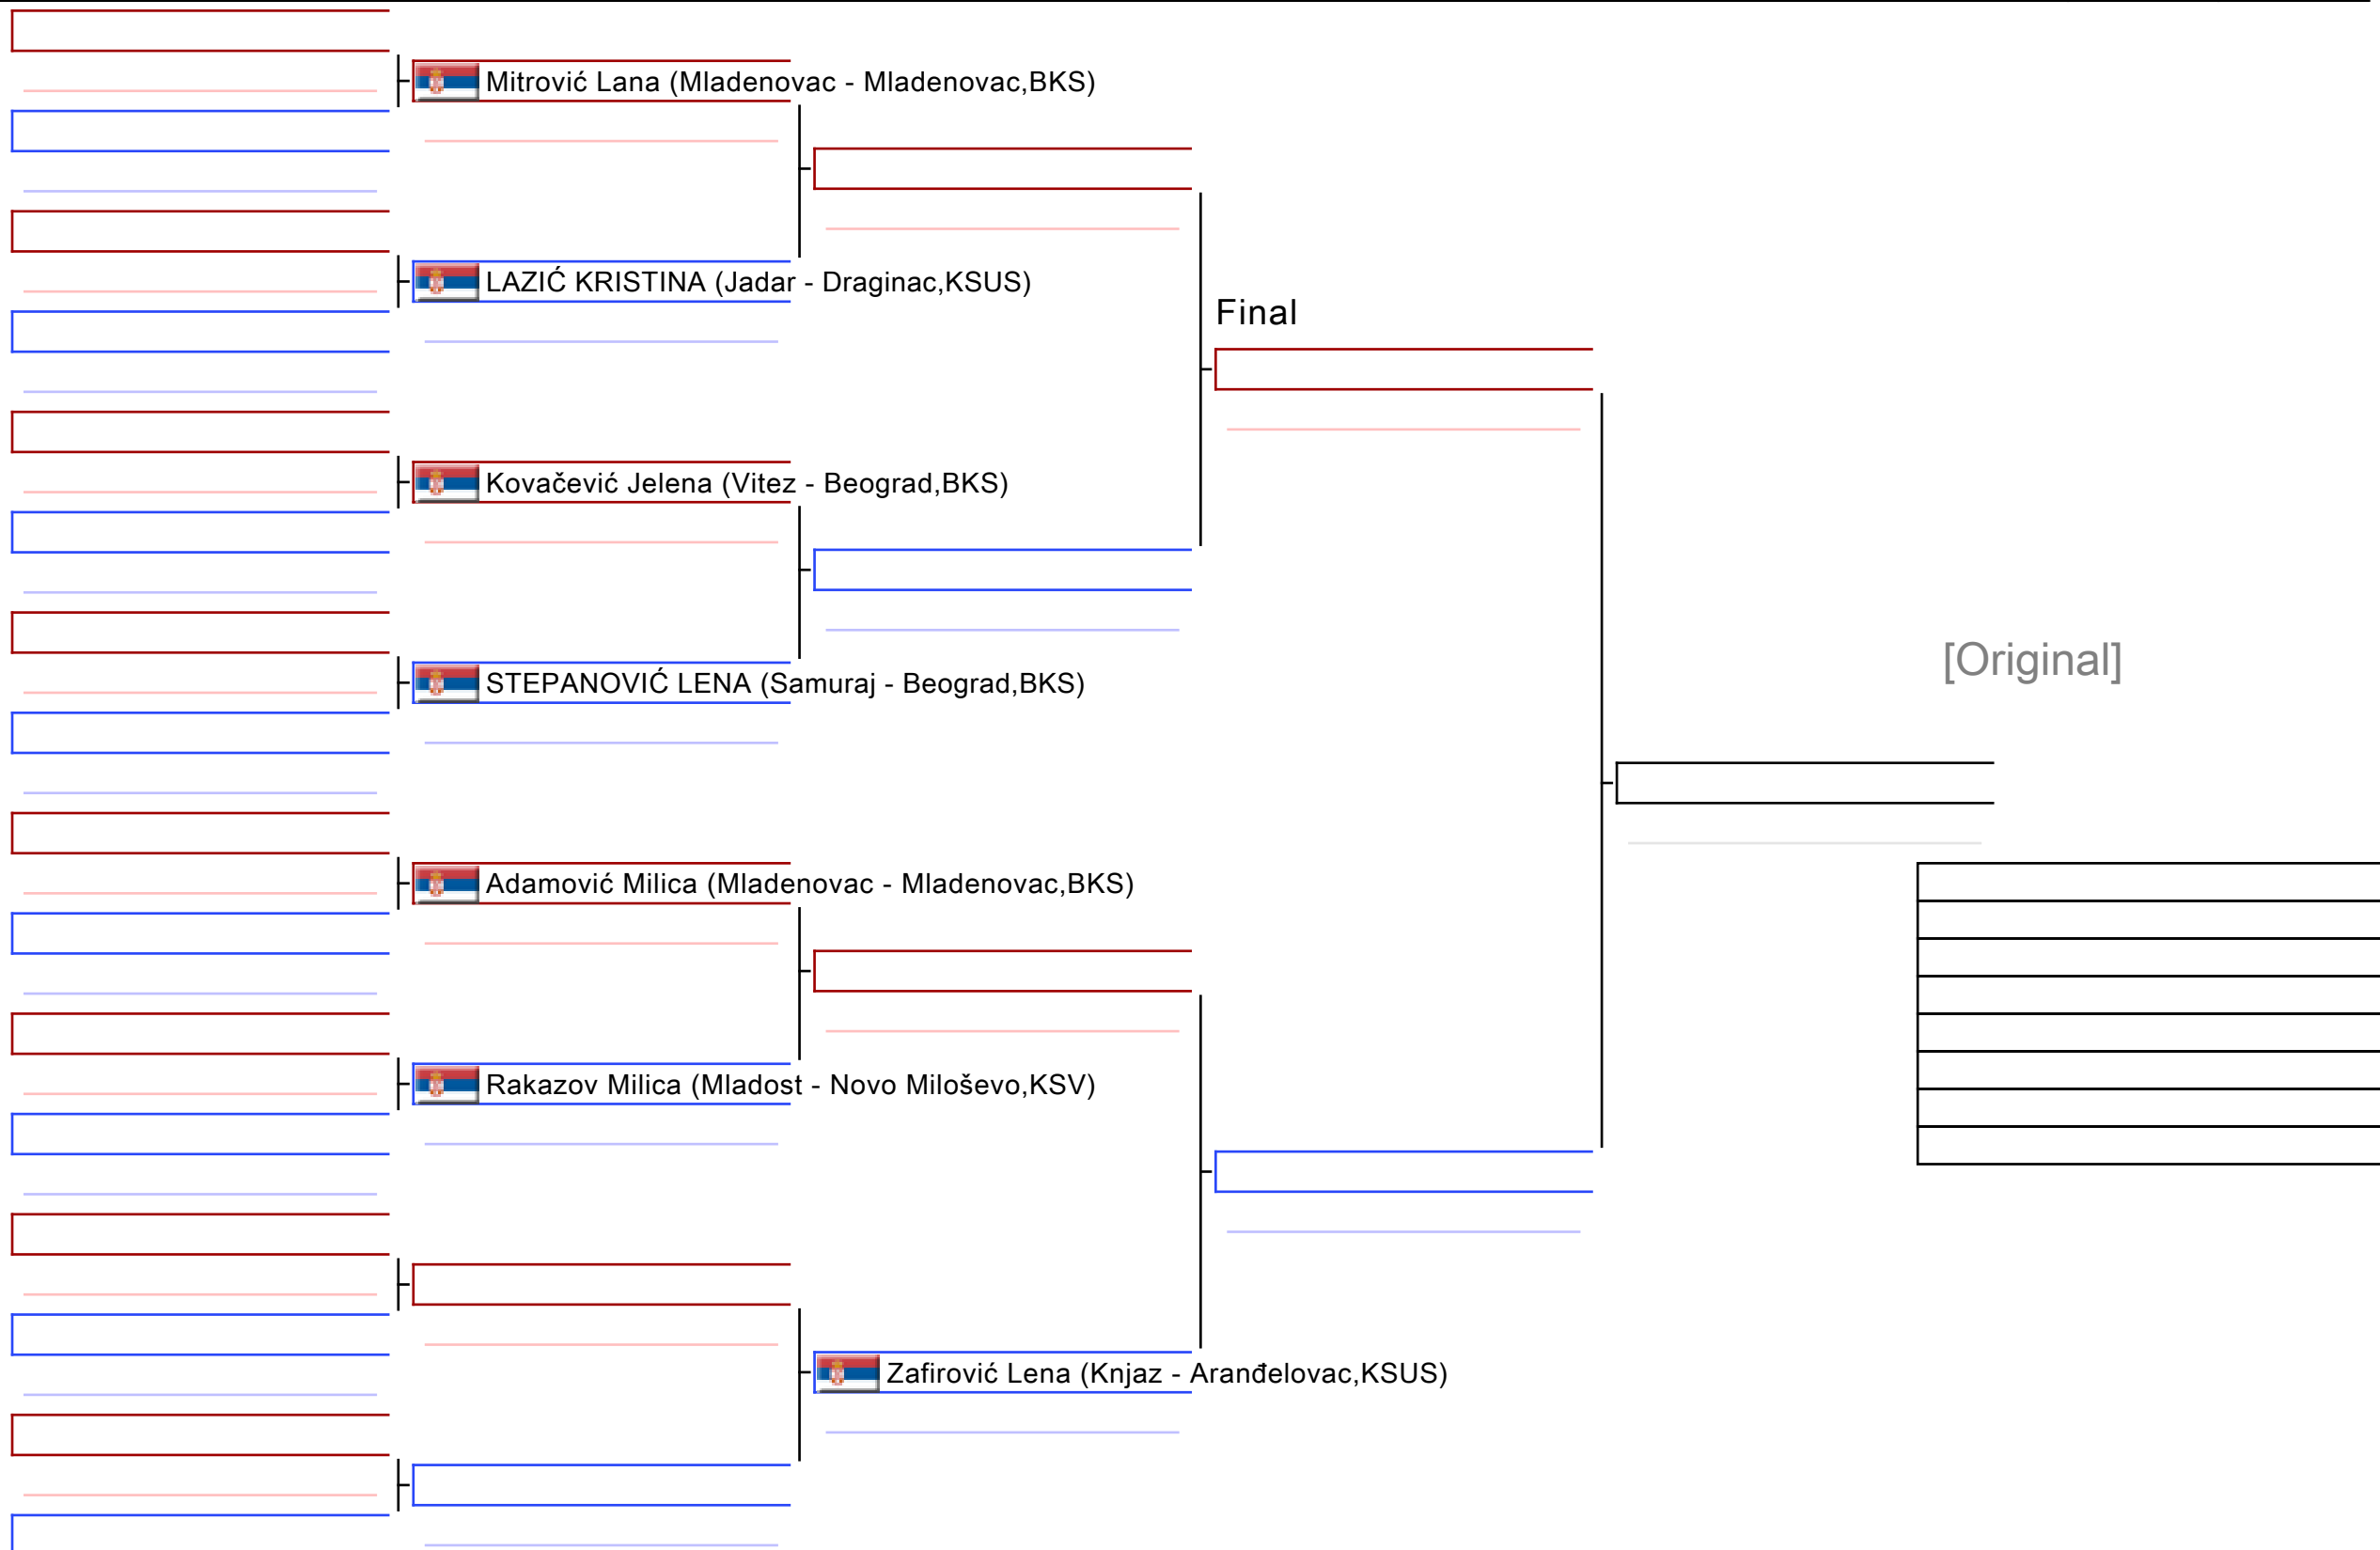 Mitrović Lana (Mladenovac - Mladenovac,BKS)
LAZIĆ KRISTINA (Jadar - Draginac,KSUS)
Final
Kovačević Jelena (Vitez - Beograd,BKS)
[Original]
STEPANOVIĆ LENA (Samuraj - Beograd,BKS)
Adamović Milica (Mladenovac - Mladenovac,BKS)
Rakazov Milica (Mladost - Novo Miloševo,KSV)
Zafirović Lena (Knjaz - Aranđelovac,KSUS)